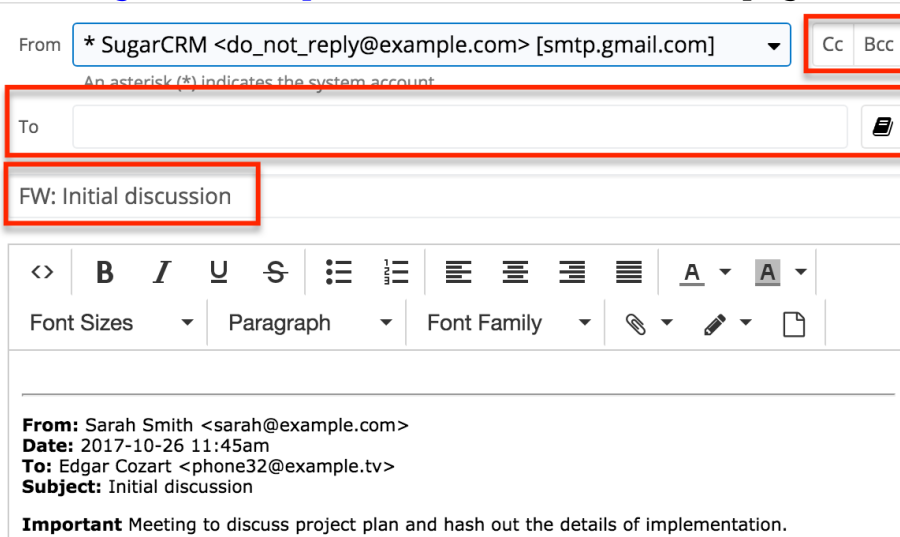 From * SugarCRM <do_not_reply@example.com> [smtp.gmail.com] Cc Bcc
An asterisk (*) indicates the system account
To
FW: Initial discussion
<> B I U S A A
Font Sizes Paragraph Font Family
From: Sarah Smith <sarah@example.com>
Date: 2017-10-26 11:45am
To: Edgar Cozart <phone32@example.tv>
Subject: Initial discussion
Important Meeting to discuss project plan and hash out the details of implementation.